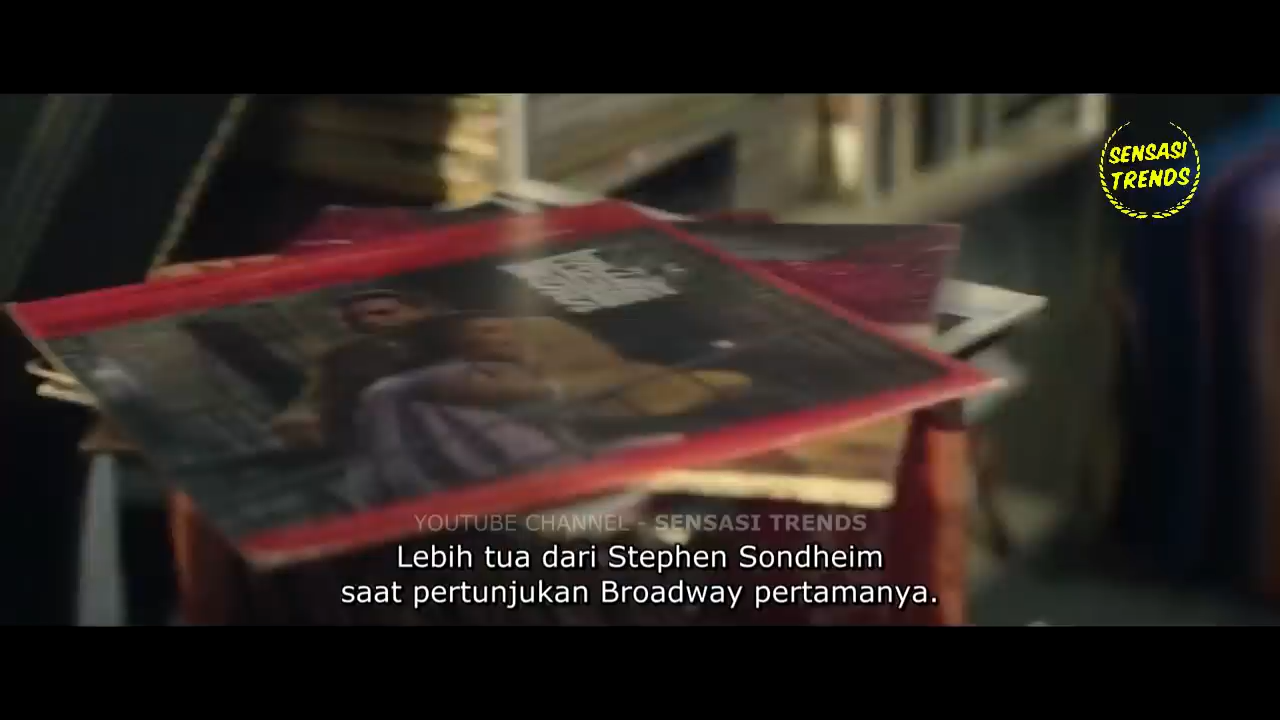 SENSASI
TRENDS
YOUTUBE CHANNEL - SENSASI TRENDS
Lebih tua dari Stephen Sondheim
saat pertunjukan Broadway pertamanya.